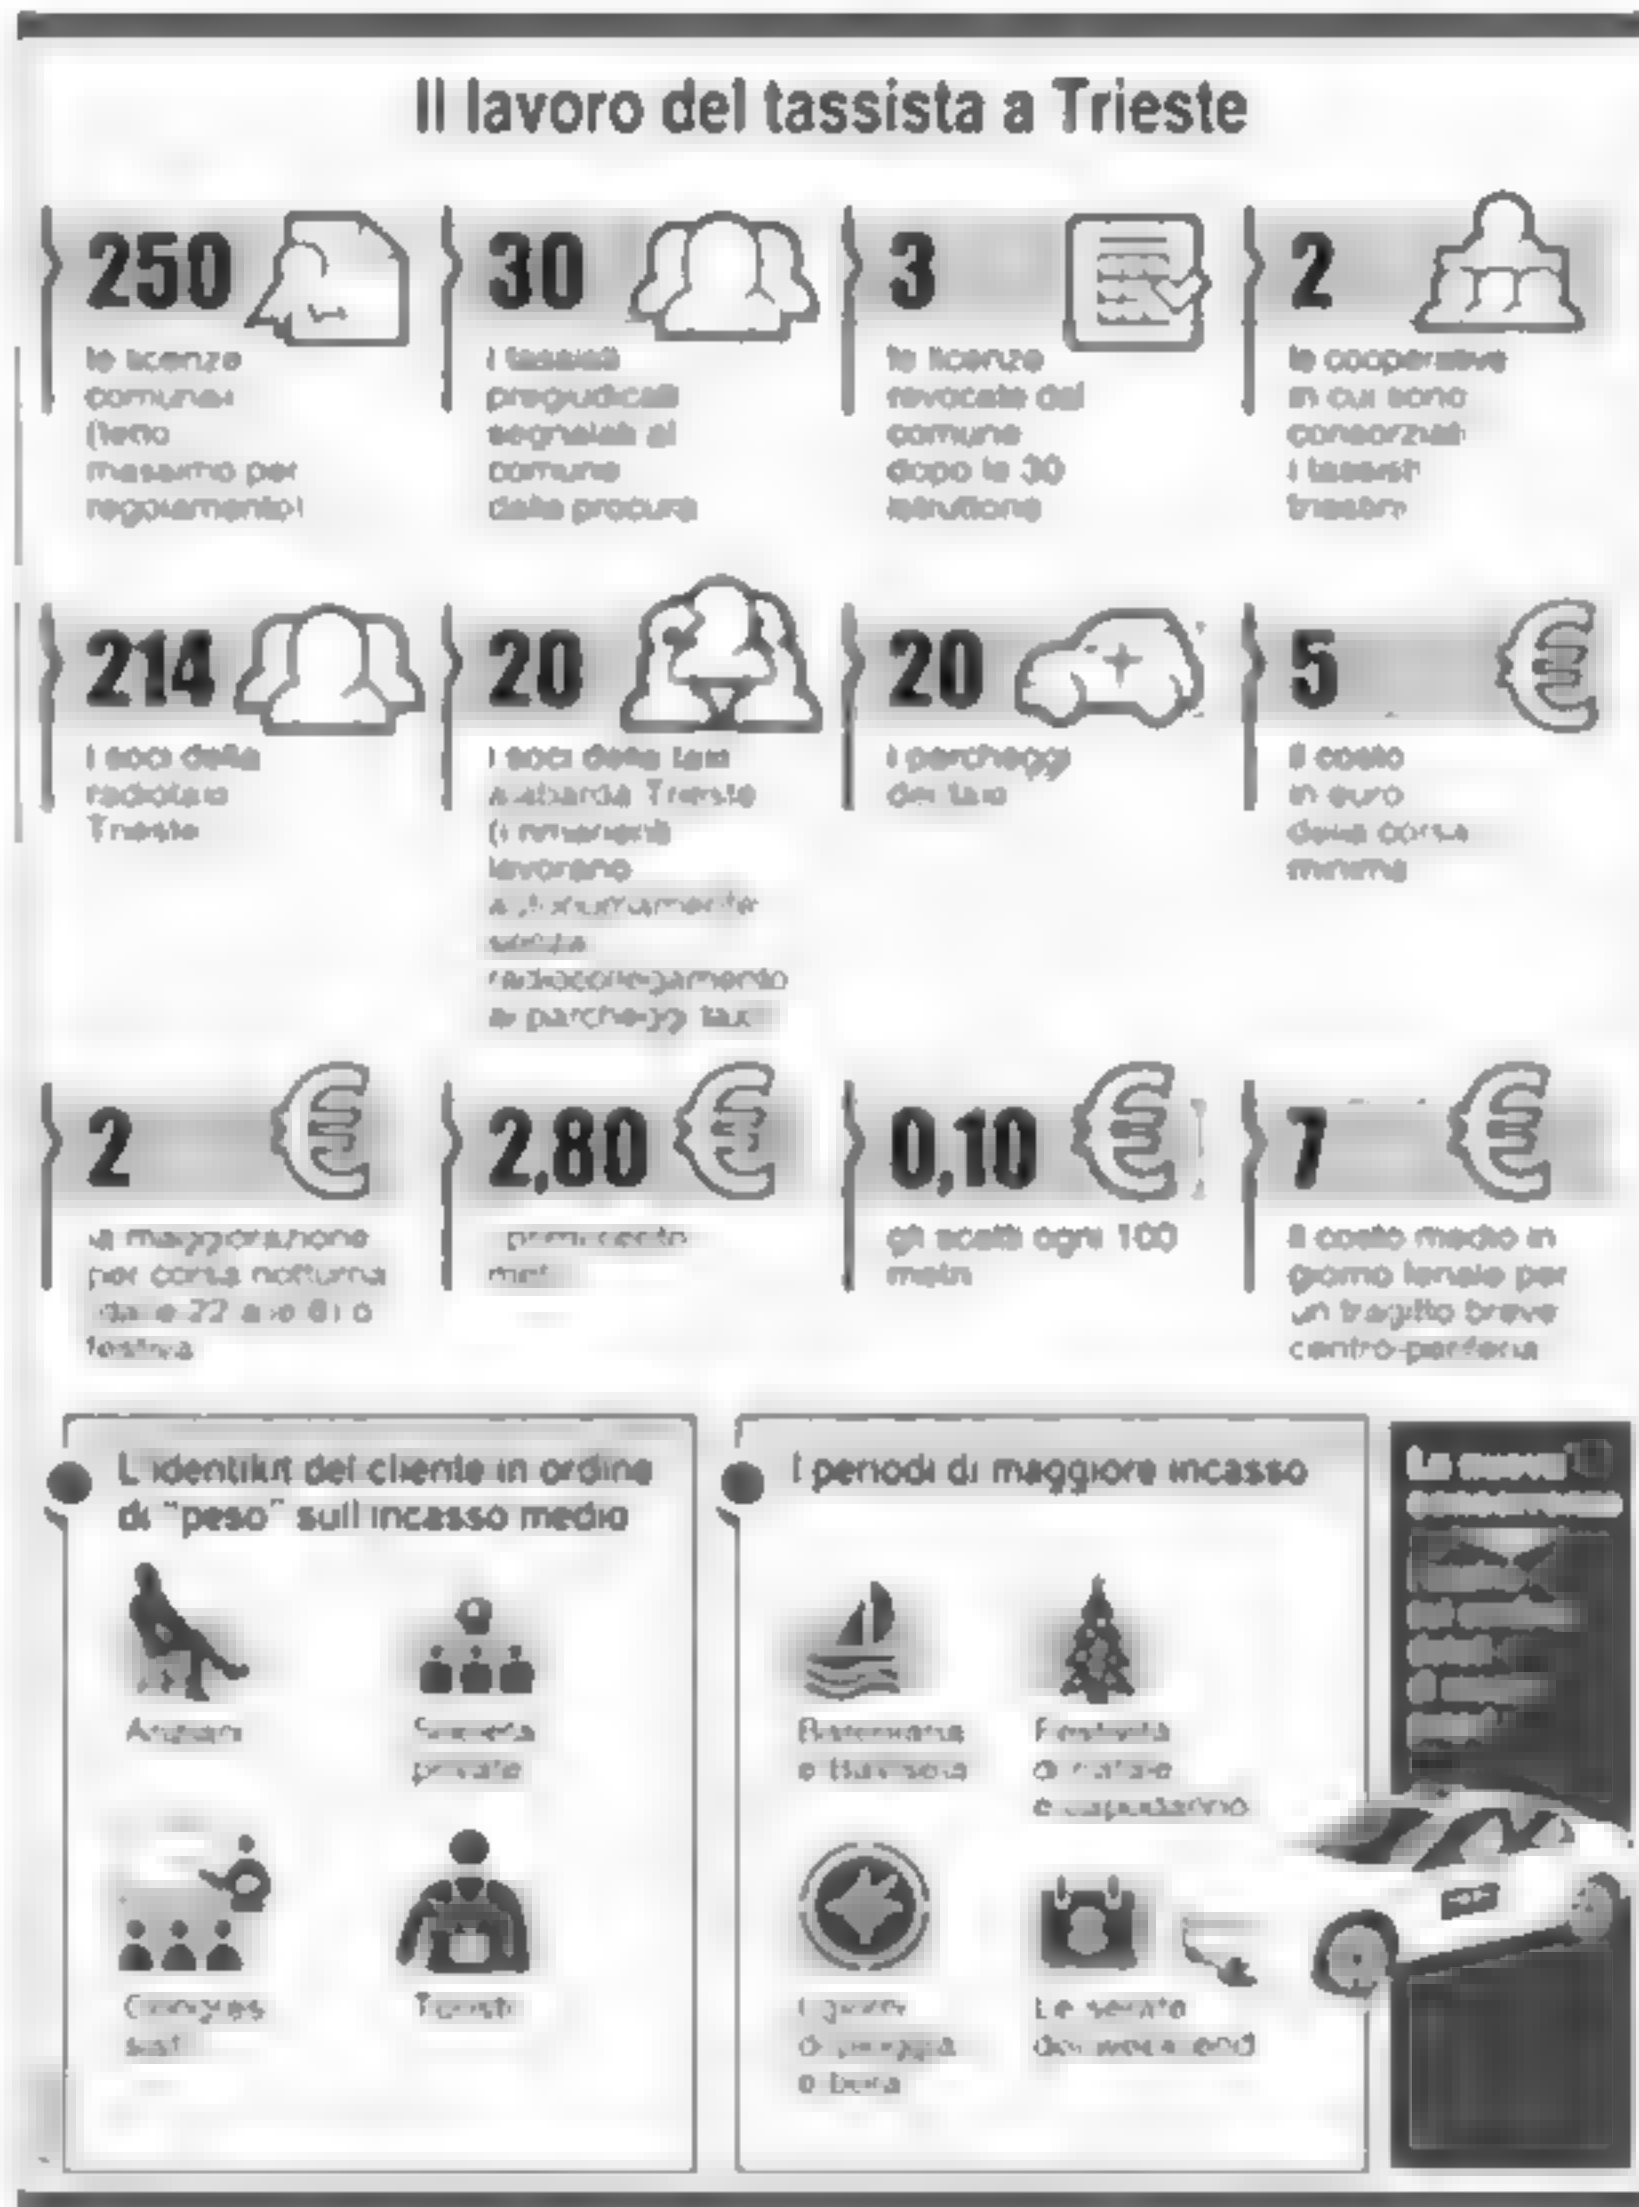 Il lavoro del tassista a Trieste
250
le licenze
comunali
(tetto
massimo per
regolamento)
30
i tassisti
pregiudicati
segnalati al
comune
dalla procura
3
le licenze
revocate dal
comune
dopo le 30
istruttorie
2
le cooperative
in cui sono
consorziati
i tassisti
triestini
214
i soci della
radiotaxi
Trieste
20
i soci della taxi
alabarda Trieste
(i rimanenti
lavorano
autonomamente
senza
radiocollegamento
ai parcheggi taxi)
20
i parcheggi
dei taxi
5
il costo
in euro
della corsa
minima
2
la maggiorazione
per corsa notturna
(dalle 22 alle 6) o
festiva
2,80
i primi cento
metri
0,10
gli scatti ogni 100
metri
7
il costo medio in
giorno feriale per
un tragitto breve
centro-periferia
L'identikit del cliente in ordine
di "peso" sull'incasso medio
Anziani
Società
private
Congres
sisti
Turisti
I periodi di maggiore incasso
Barcolana
e Bavisela
Festività
di natale
e capodanno
I giorni
di pioggia
o bora
Le serate
dei week end